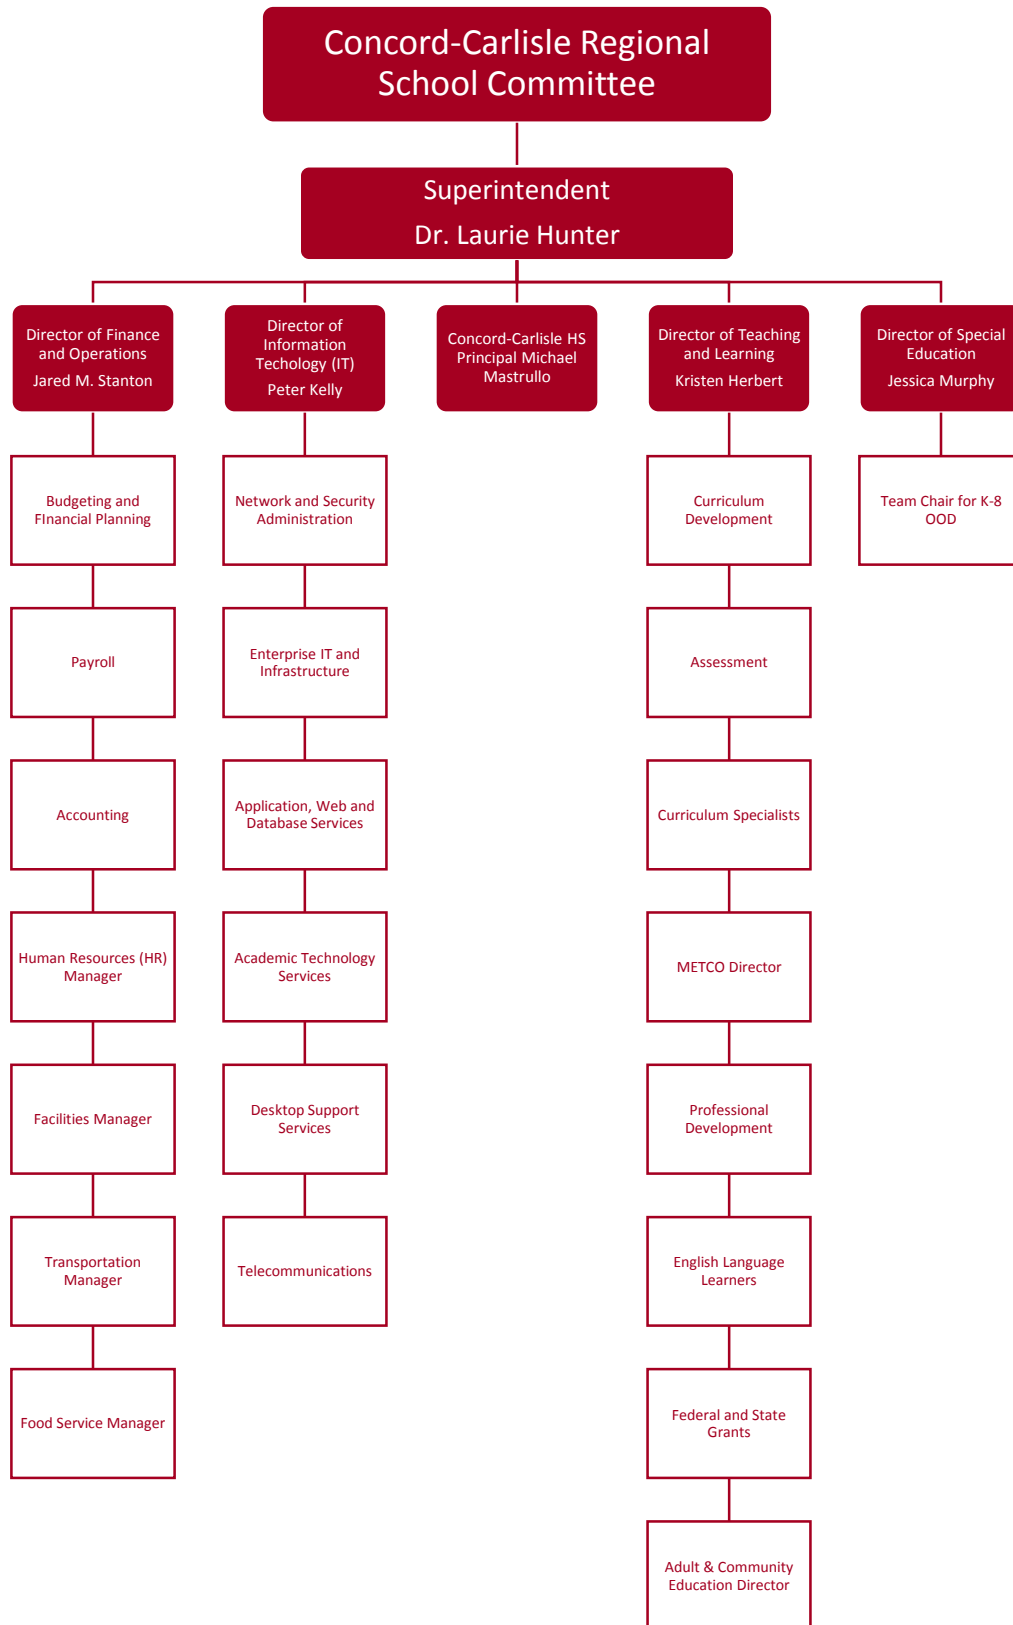 Concord-Carlisle Regional
School Committee
Superintendent
Dr. Laurie Hunter
Director of Finance
and Operations
Jared M. Stanton
Director of
Information
Techology (IT)
Peter Kelly
Concord-Carlisle HS
Principal Michael
Mastrullo
Director of Teaching
and Learning
Kristen Herbert
Director of Special
Education
Jessica Murphy
Budgeting and
FInancial Planning
Payroll
Accounting
Human Resources (HR)
Manager
Facilities Manager
Transportation
Manager
Food Service Manager
Network and Security
Administration
Enterprise IT and
Infrastructure
Application, Web and
Database Services
Academic Technology
Services
Desktop Support
Services
Telecommunications
Curriculum
Development
Assessment
Curriculum Specialists
METCO Director
Professional
Development
English Language
Learners
Federal and State
Grants
Adult & Community
Education Director
Team Chair for K-8
OOD